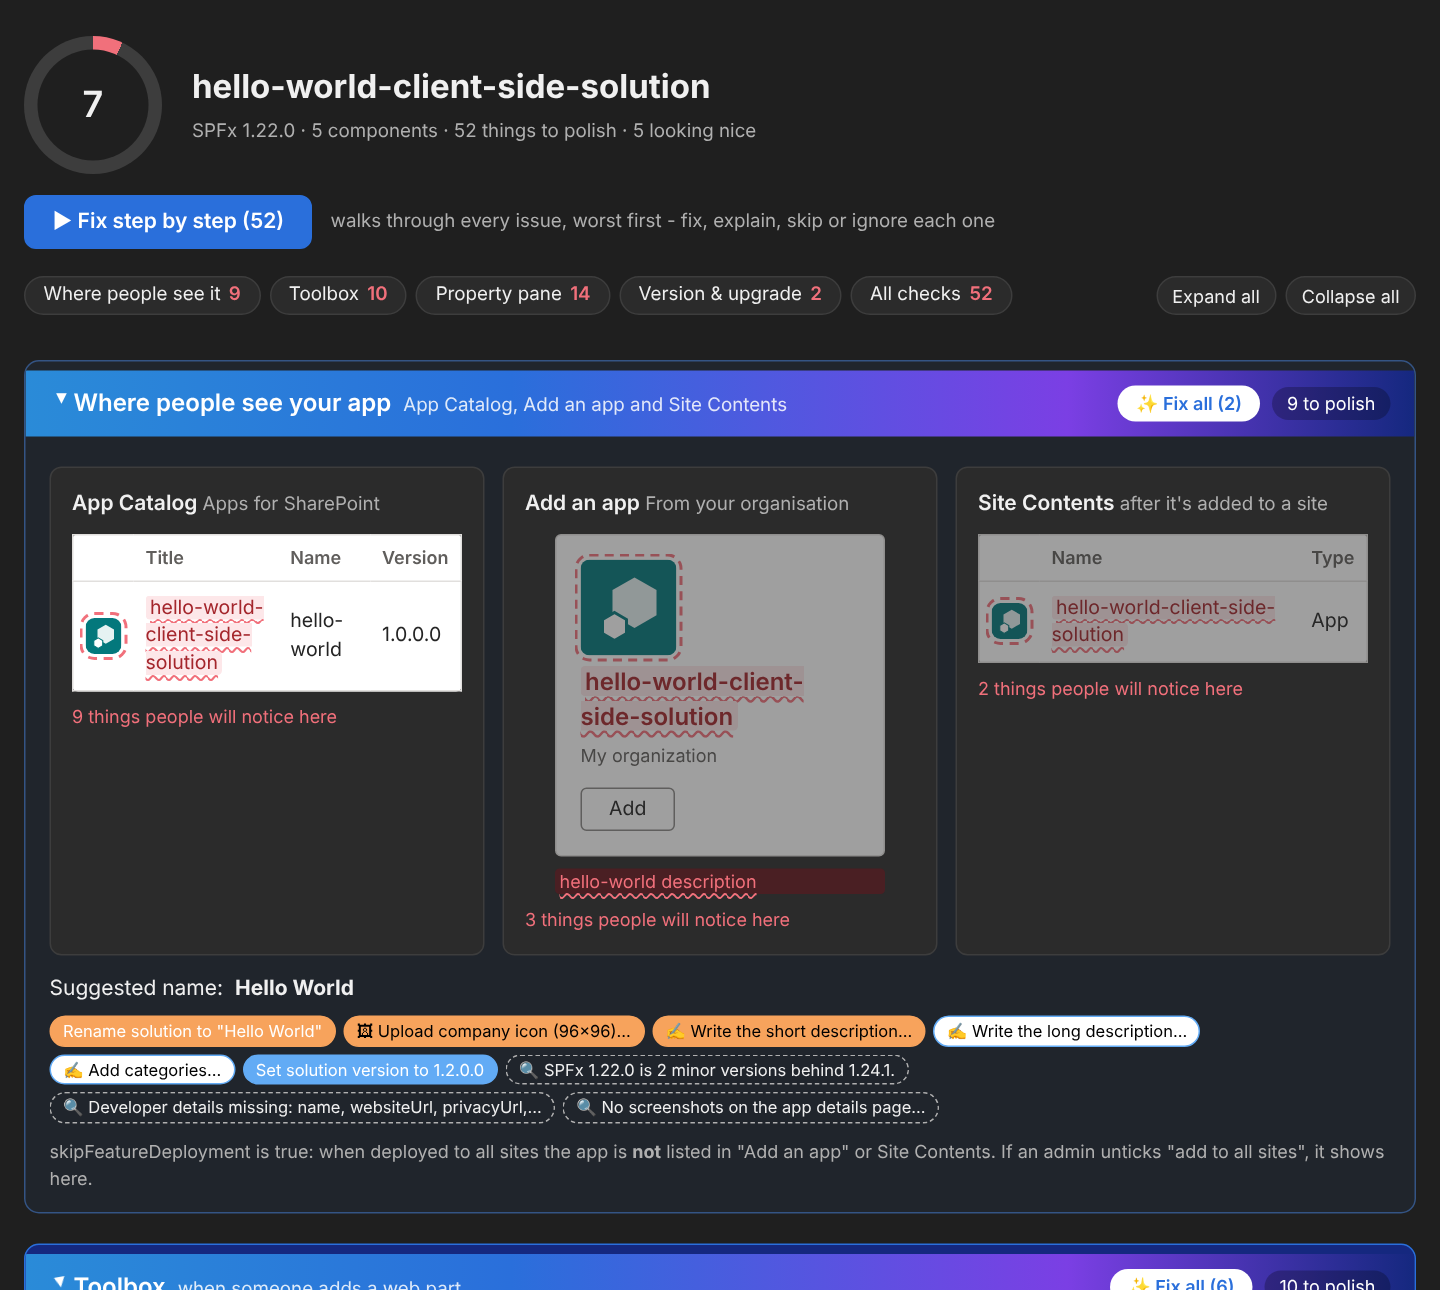 7
hello-world-client-side-solution
SPFx 1.22.0 · 5 components · 52 things to polish · 5 looking nice
▶ Fix step by step (52)
walks through every issue, worst first - fix, explain, skip or ignore each one
Where people see it 9
Toolbox 10
Property pane 14
Version & upgrade 2
All checks 52
Expand all
Collapse all
Where people see your app App Catalog, Add an app and Site Contents
✨ Fix all (2)
9 to polish
App Catalog Apps for SharePoint
Title Name Version
hello-world-
client-side-
solution
hello-
world
1.0.0.0
9 things people will notice here
Add an app From your organisation
hello-world-client-
side-solution
My organization
Add
hello-world description
3 things people will notice here
Site Contents after it's added to a site
Name Type
hello-world-client-side-
solution
App
2 things people will notice here
Suggested name: Hello World
Rename solution to "Hello World"
🖼 Upload company icon (96×96)...
✍ Write the short description...
✍ Write the long description...
✍ Add categories...
Set solution version to 1.2.0.0
🔍 SPFx 1.22.0 is 2 minor versions behind 1.24.1.
🔍 Developer details missing: name, websiteUrl, privacyUrl,...
🔍 No screenshots on the app details page...
skipFeatureDeployment is true: when deployed to all sites the app is not listed in "Add an app" or Site Contents. If an admin unticks "add to all sites", it shows
here.
Toolbox when someone adds a web part
✨ Fix all (6)
10 to polish